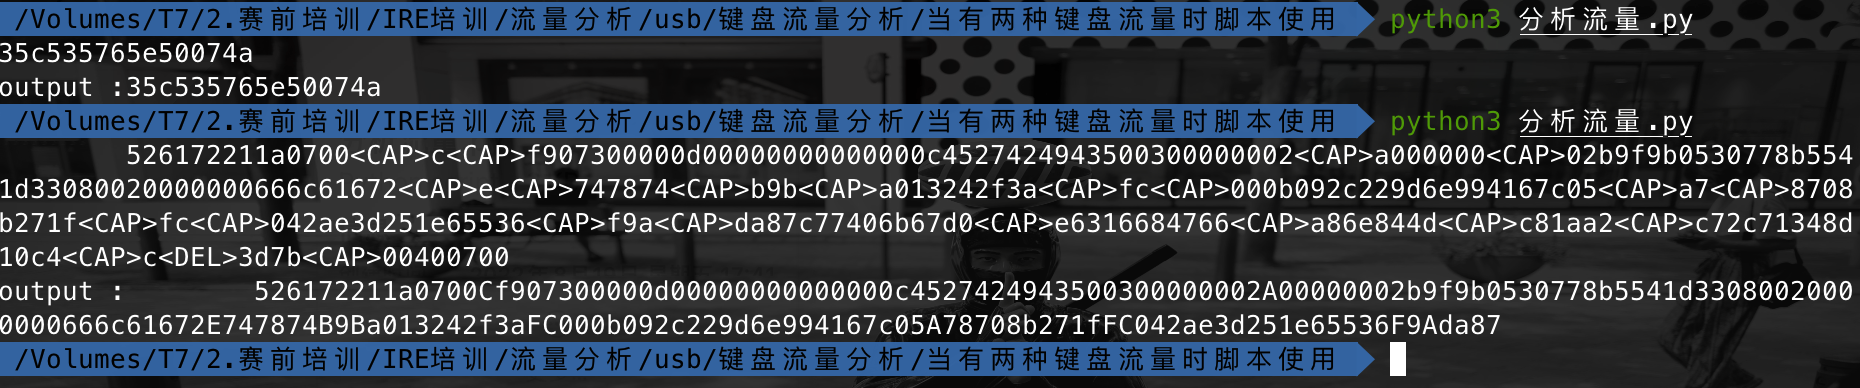 /Volumes/T7/2.赛前培训/IRE培训/流量分析/usb/键盘流量分析/当有两种键盘流量时脚本使用 python3 分析流量.py
35c535765e50074a
output :35c535765e50074a
/Volumes/T7/2.赛前培训/IRE培训/流量分析/usb/键盘流量分析/当有两种键盘流量时脚本使用 python3 分析流量.py
526172211a0700<CAP>c<CAP>f907300000d00000000000000c4527424943500300000002<CAP>a000000<CAP>02b9f9b0530778b554
1d33080020000000666c61672<CAP>e<CAP>747874<CAP>b9b<CAP>a013242f3a<CAP>fc<CAP>000b092c229d6e994167c05<CAP>a7<CAP>8708
b271f<CAP>fc<CAP>042ae3d251e65536<CAP>f9a<CAP>da87c77406b67d0<CAP>e6316684766<CAP>a86e844d<CAP>c81aa2<CAP>c72c71348d
10c4<CAP>c<DEL>3d7b<CAP>00400700
output : 526172211a0700Cf907300000d00000000000000c4527424943500300000002A00000002b9f9b0530778b5541d3308002000
0000666c61672E747874B9Ba013242f3aFC000b092c229d6e994167c05A78708b271fFC042ae3d251e65536F9Ada87
/Volumes/T7/2.赛前培训/IRE培训/流量分析/usb/键盘流量分析/当有两种键盘流量时脚本使用